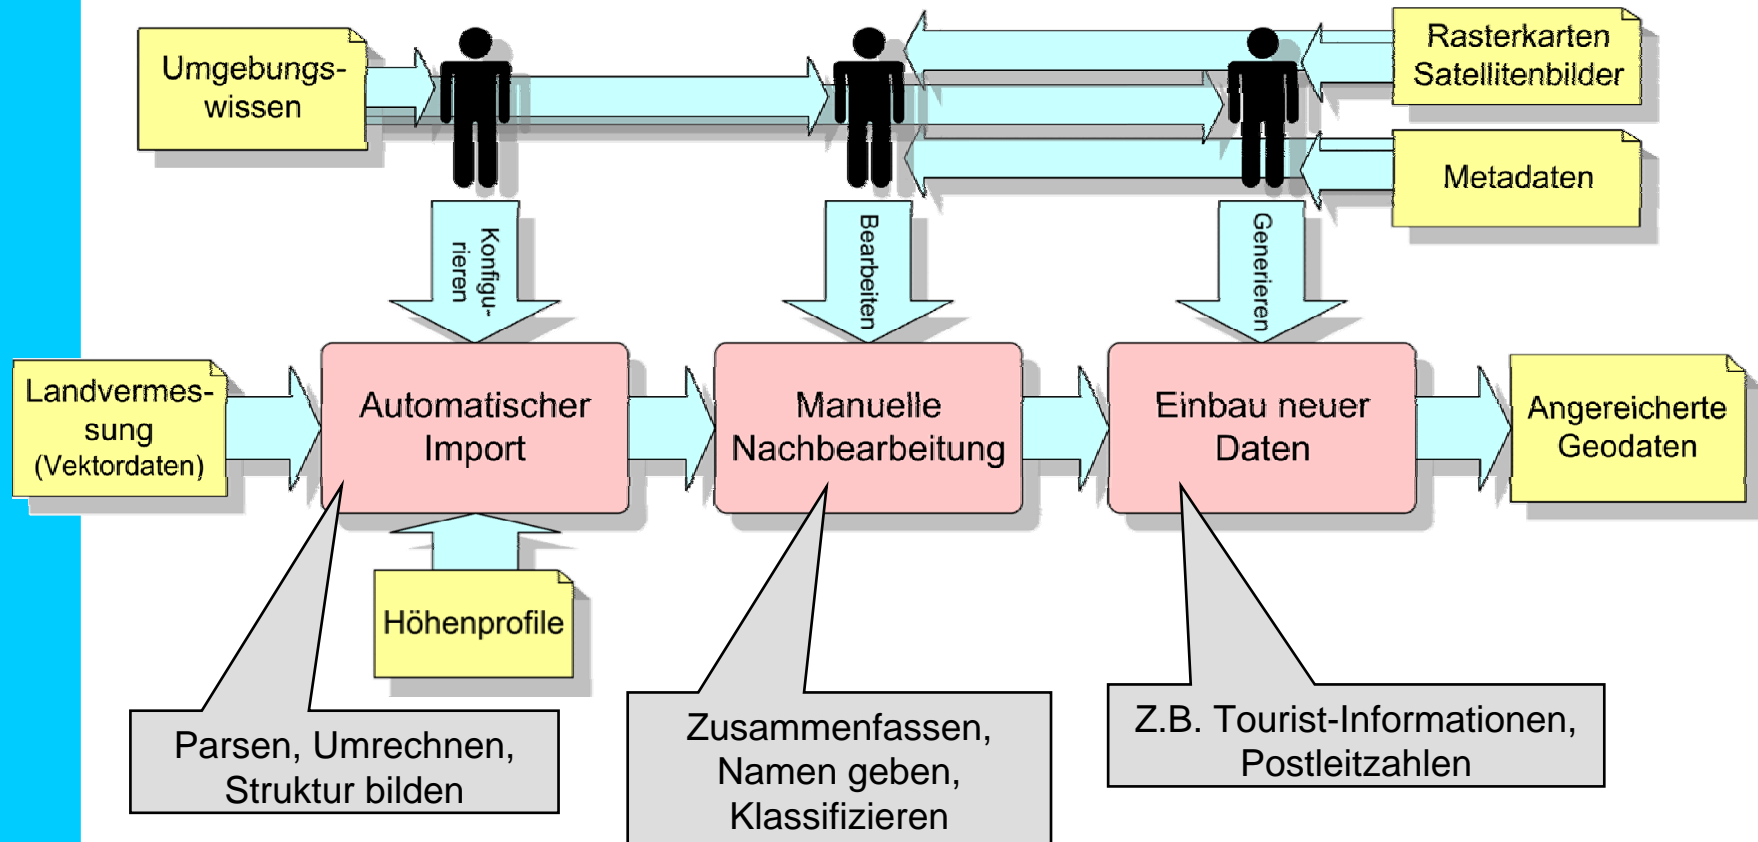 Umgebungs-
wissen
Rasterkarten
Satellitenbilder
Metadaten
Konfigu-
rieren
Bearbeiten
Generieren
Landvermes-
sung
(Vektordaten)
Automatischer
Import
Manuelle
Nachbearbeitung
Einbau neuer
Daten
Angereicherte
Geodaten
Höhenprofile
Parsen, Umrechnen,
Struktur bilden
Zusammenfassen,
Namen geben,
Klassifizieren
Z.B. Tourist-Informationen,
Postleitzahlen